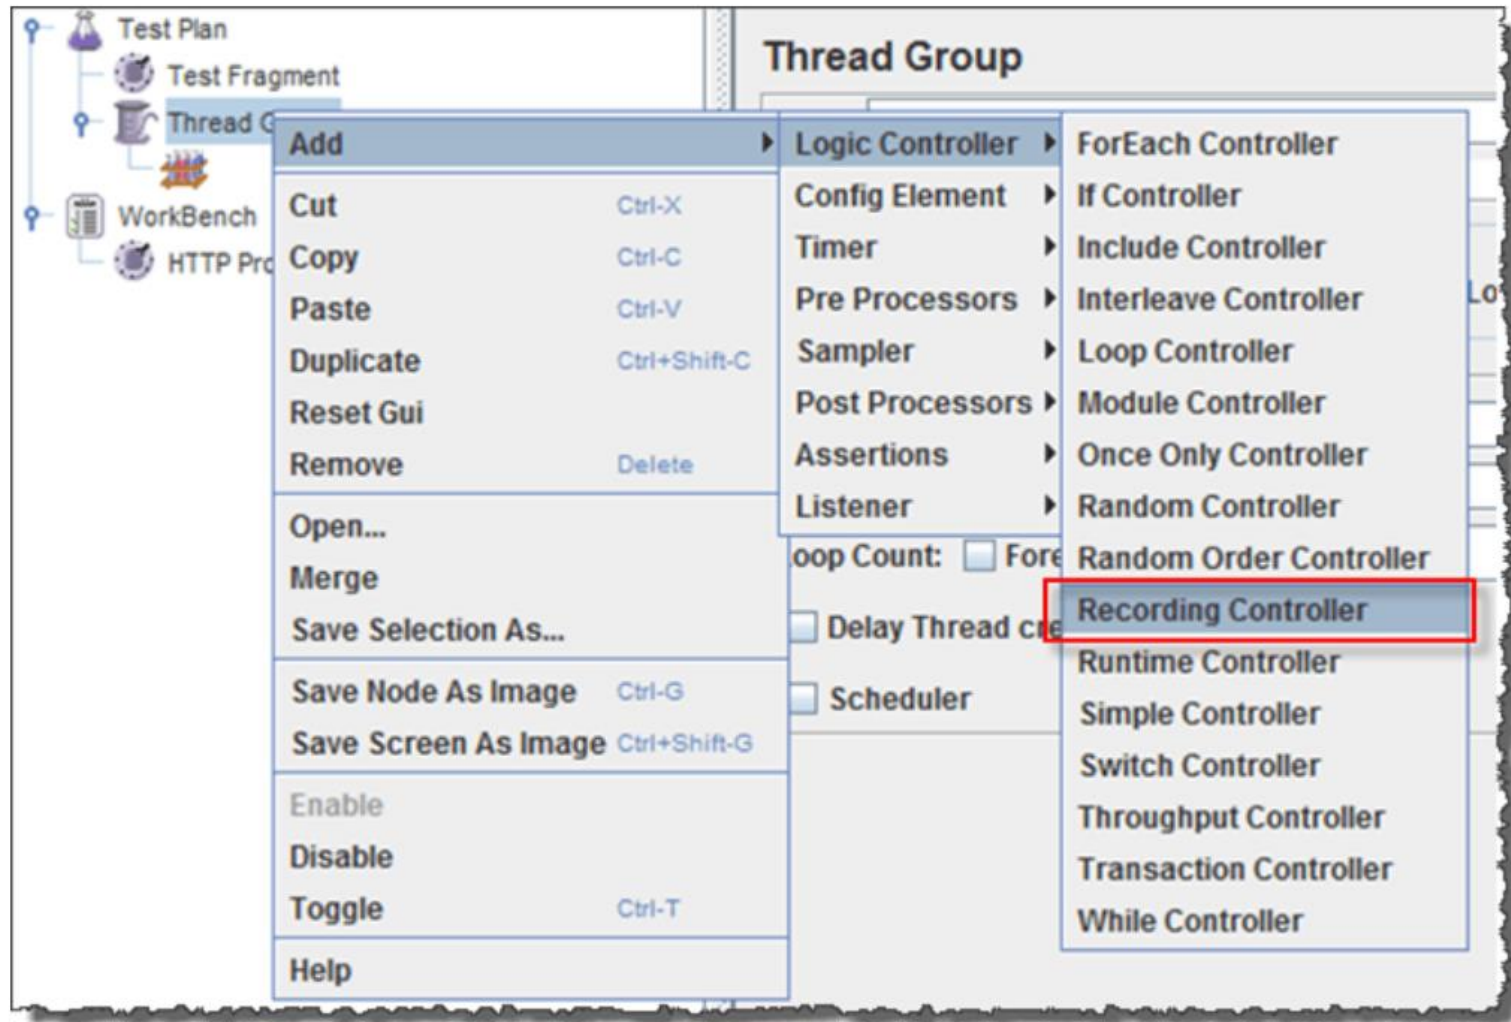 Test Plan
Test Fragment
Thread
WorkBench
HTTP
Thread Group
Add
Cut Ctrl-X
Copy Ctrl-C
Paste Ctrl-V
Duplicate Ctrl+Shift-C
Reset Gui
Remove Delete
Open...
Merge
Save Selection As...
Save Node As Image Ctrl-G
Save Screen As Image Ctrl+Shift-G
Enable
Disable
Toggle Ctrl-T
Help
Logic Controller
Config Element
Timer
Pre Processors
Sampler
Post Processors
Assertions
Listener
oop Count: Fore
Delay Thread cre
Scheduler
ForEach Controller
If Controller
Include Controller
Interleave Controller
Loop Controller
Module Controller
Once Only Controller
Random Controller
Random Order Controller
Recording Controller
Runtime Controller
Simple Controller
Switch Controller
Throughput Controller
Transaction Controller
While Controller